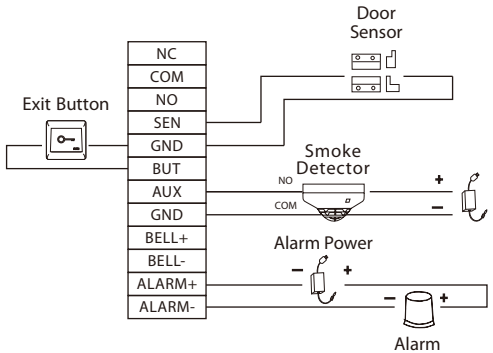 Door
Sensor
NC
COM
NO
Exit Button
SEN
GND
BUT
Smoke
Detector
AUX
NO
+
GND
COM
−
BELL+
BELL-
Alarm Power
− +
ALARM+
ALARM-
− +
Alarm